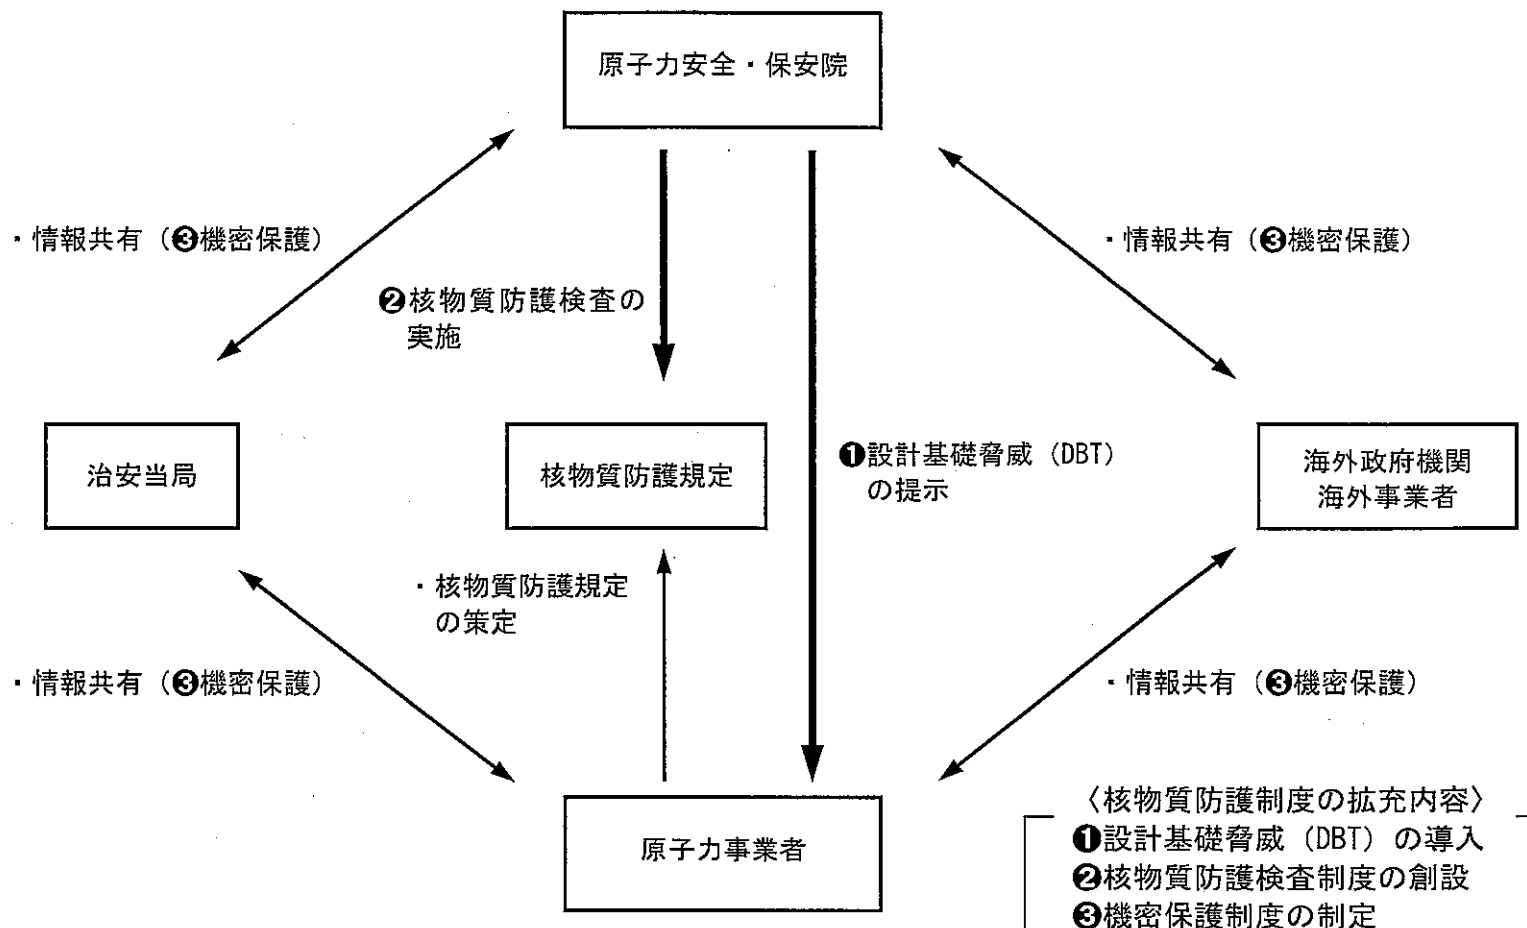 原子力安全・保安院
・情報共有（❸機密保護）
・情報共有（❸機密保護）
❷核物質防護検査の
実施
治安当局
核物質防護規定
❶設計基礎脅威（DBT）
の提示
海外政府機関
海外事業者
・核物質防護規定
の策定
・情報共有（❸機密保護）
・情報共有（❸機密保護）
原子力事業者
〈核物質防護制度の拡充内容〉
❶設計基礎脅威（DBT）の導入
❷核物質防護検査制度の創設
❸機密保護制度の制定